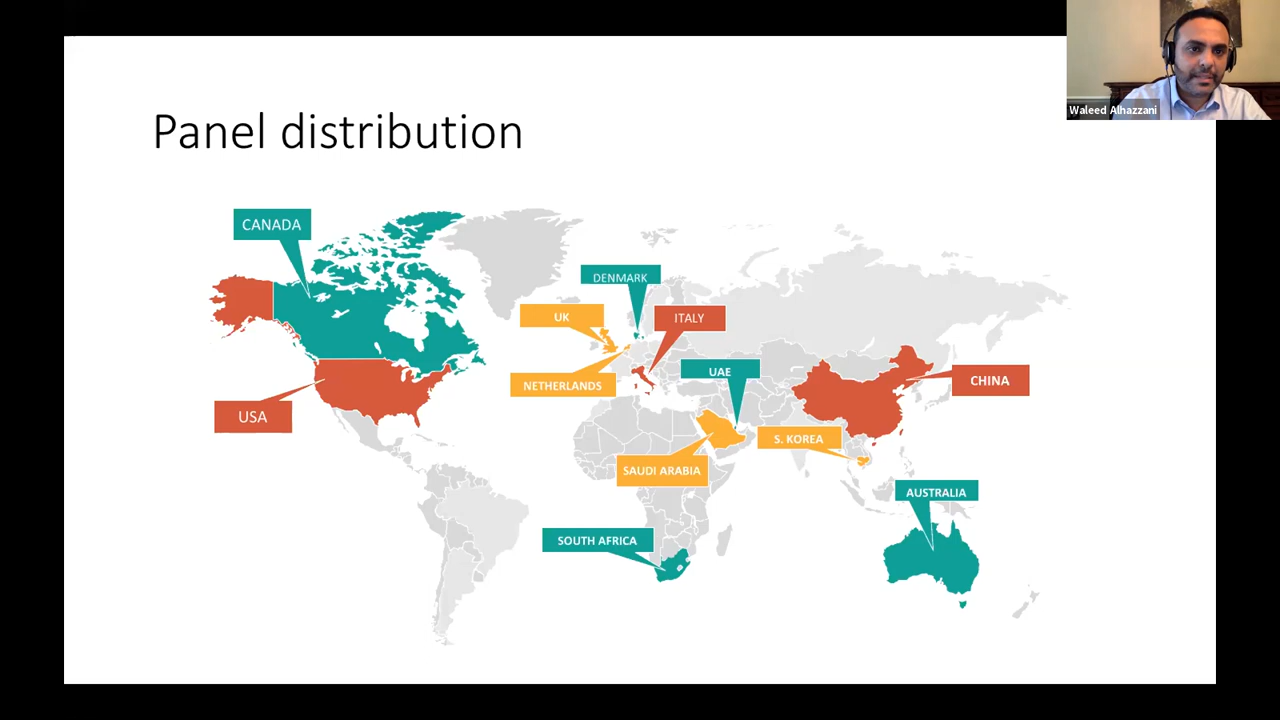 Waleed Alhazzani
Panel distribution
CANADA
DENMARK
UK
ITALY
UAE
NETHERLANDS
CHINA
USA
S. KOREA
SAUDI ARABIA
AUSTRALIA
SOUTH AFRICA